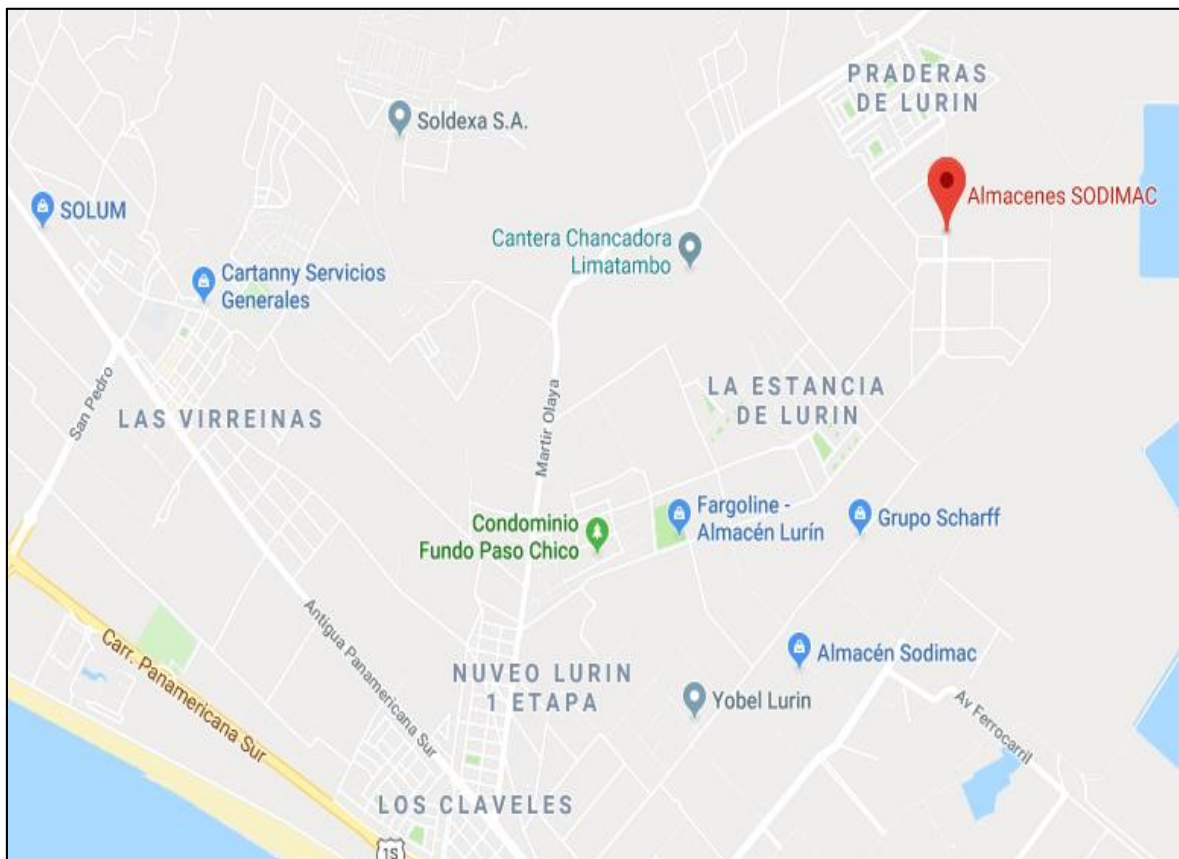 PRADERAS
DE LURIN
Soldexa S.A.
Almacenes SODIMAC
SOLUM
Cantera Chancadora
Limatambo
Cartanny Servicios
Generales
LA ESTANCIA
DE LURIN
San Pedro
LAS VIRREINAS
Martir Olaya
Fargoline -
Almacén Lurín
Grupo Scharff
Condominio
Fundo Paso Chico
Antigua Panamericana Sur
Carr. Panamericana Sur
Almacén Sodimac
NUVEO LURIN
1 ETAPA
Yobel Lurin
Av Ferrocarril
LOS CLAVELES
1S